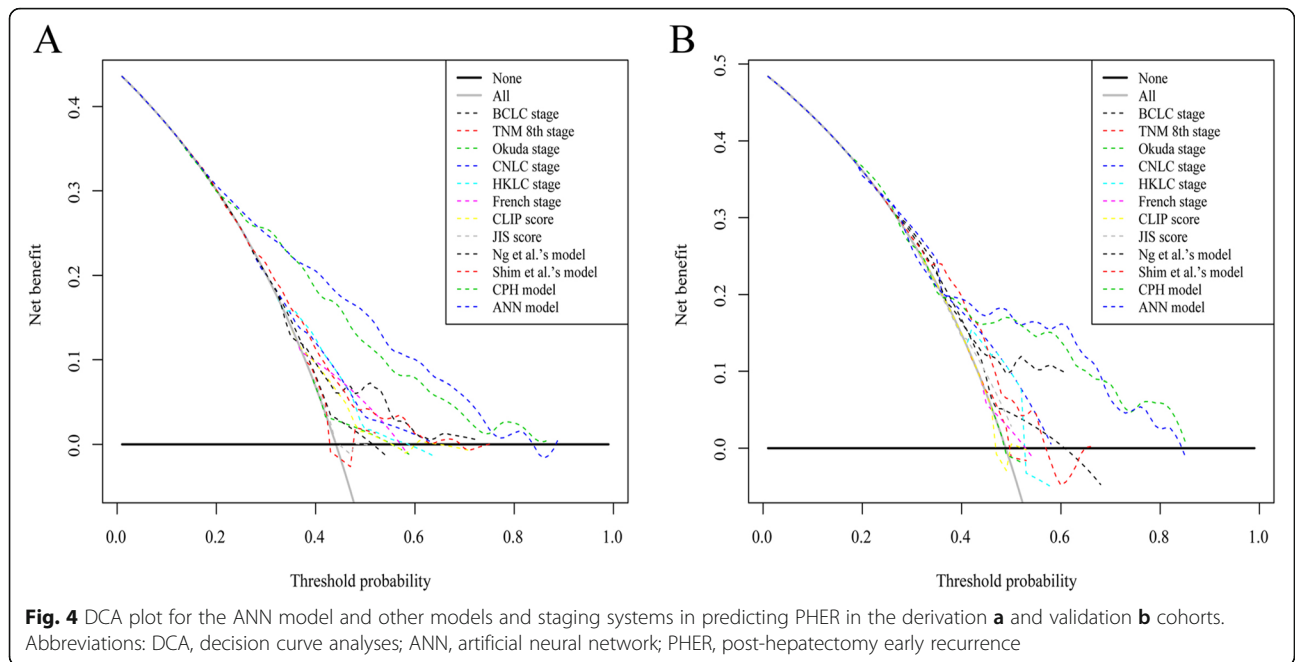 A
Net benefit
0.4
0.3
0.2
0.1
0.0
0.0 0.2 0.4 0.6 0.8 1.0
Threshold probability
None
All
BCLC stage
TNM 8th stage
Okuda stage
CNLC stage
HKLC stage
French stage
CLIP score
JIS score
Ng et al.'s model
Shim et al.'s model
CPH model
ANN model
B
Net benefit
0.5
0.4
0.3
0.2
0.1
0.0
0.0 0.2 0.4 0.6 0.8 1.0
Threshold probability
None
All
BCLC stage
TNM 8th stage
Okuda stage
CNLC stage
HKLC stage
French stage
CLIP score
JIS score
Ng et al.'s model
Shim et al.'s model
CPH model
ANN model
Fig. 4 DCA plot for the ANN model and other models and staging systems in predicting PHER in the derivation a and validation b cohorts.
Abbreviations: DCA, decision curve analyses; ANN, artificial neural network; PHER, post-hepatectomy early recurrence